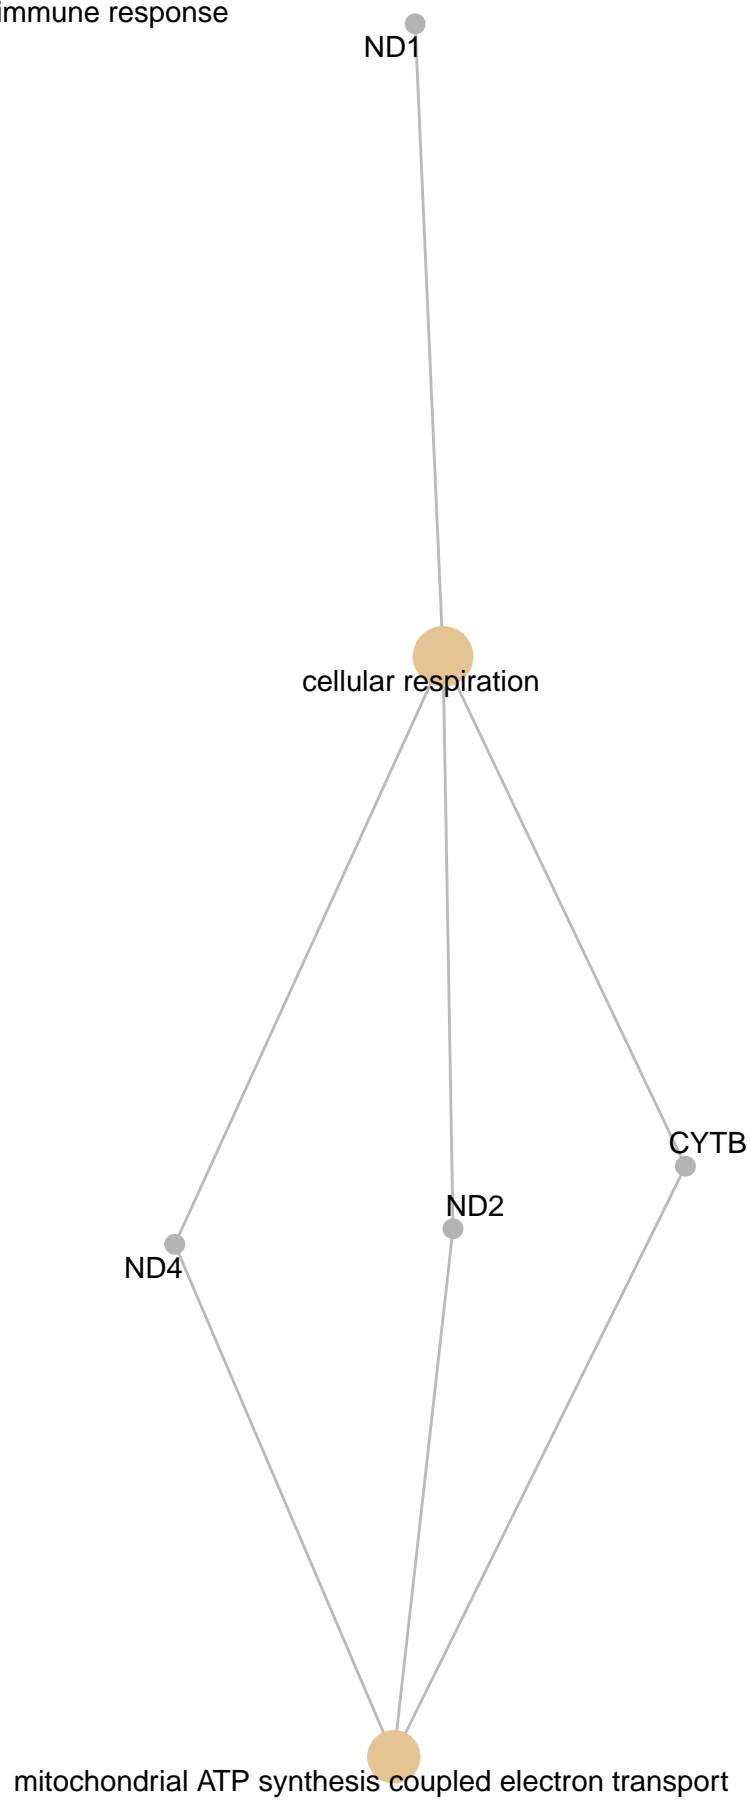 immune response
ND1
cellular respiration
CYTB
ND2
ND4
mitochondrial ATP synthesis coupled electron transport